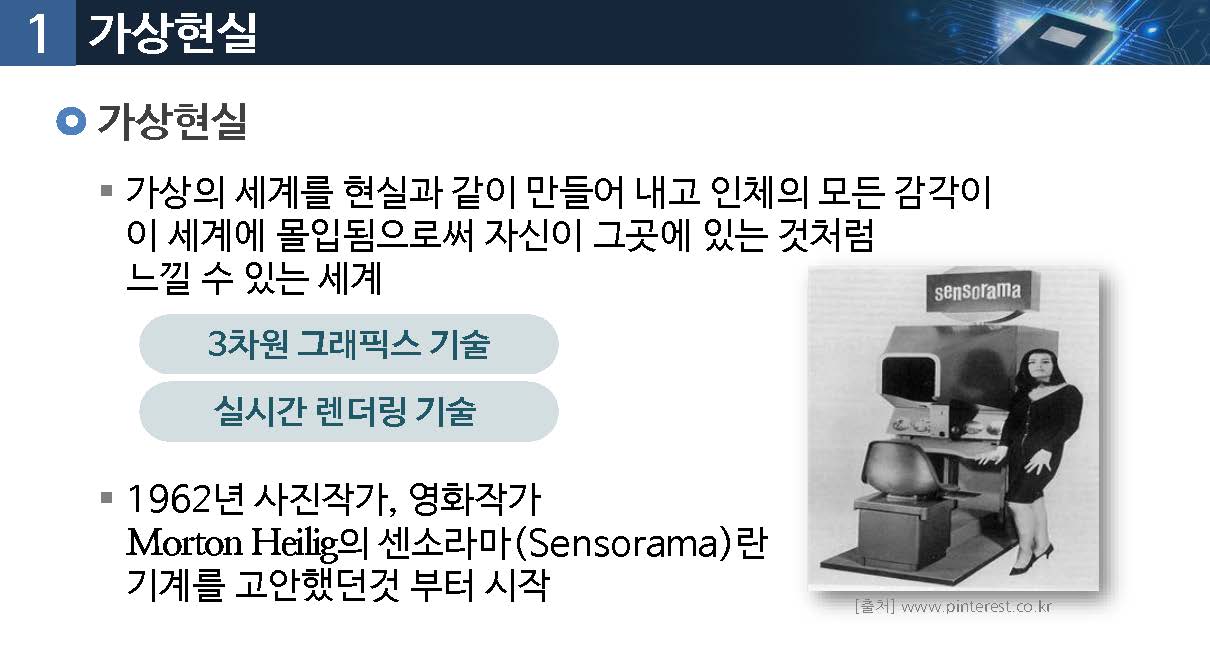 1 가상현실
가상현실
가상의 세계를 현실과 같이 만들어 내고 인체의 모든 감각이
이 세계에 몰입됨으로써 자신이 그곳에 있는 것처럼
느낄 수 있는 세계
3차원 그래픽스 기술
실시간 렌더링 기술
1962년 사진작가, 영화작가
Morton Heilig의 센소라마(Sensorama)란
기계를 고안했던것 부터 시작
sensorama
[출처] www.pinterest.co.kr